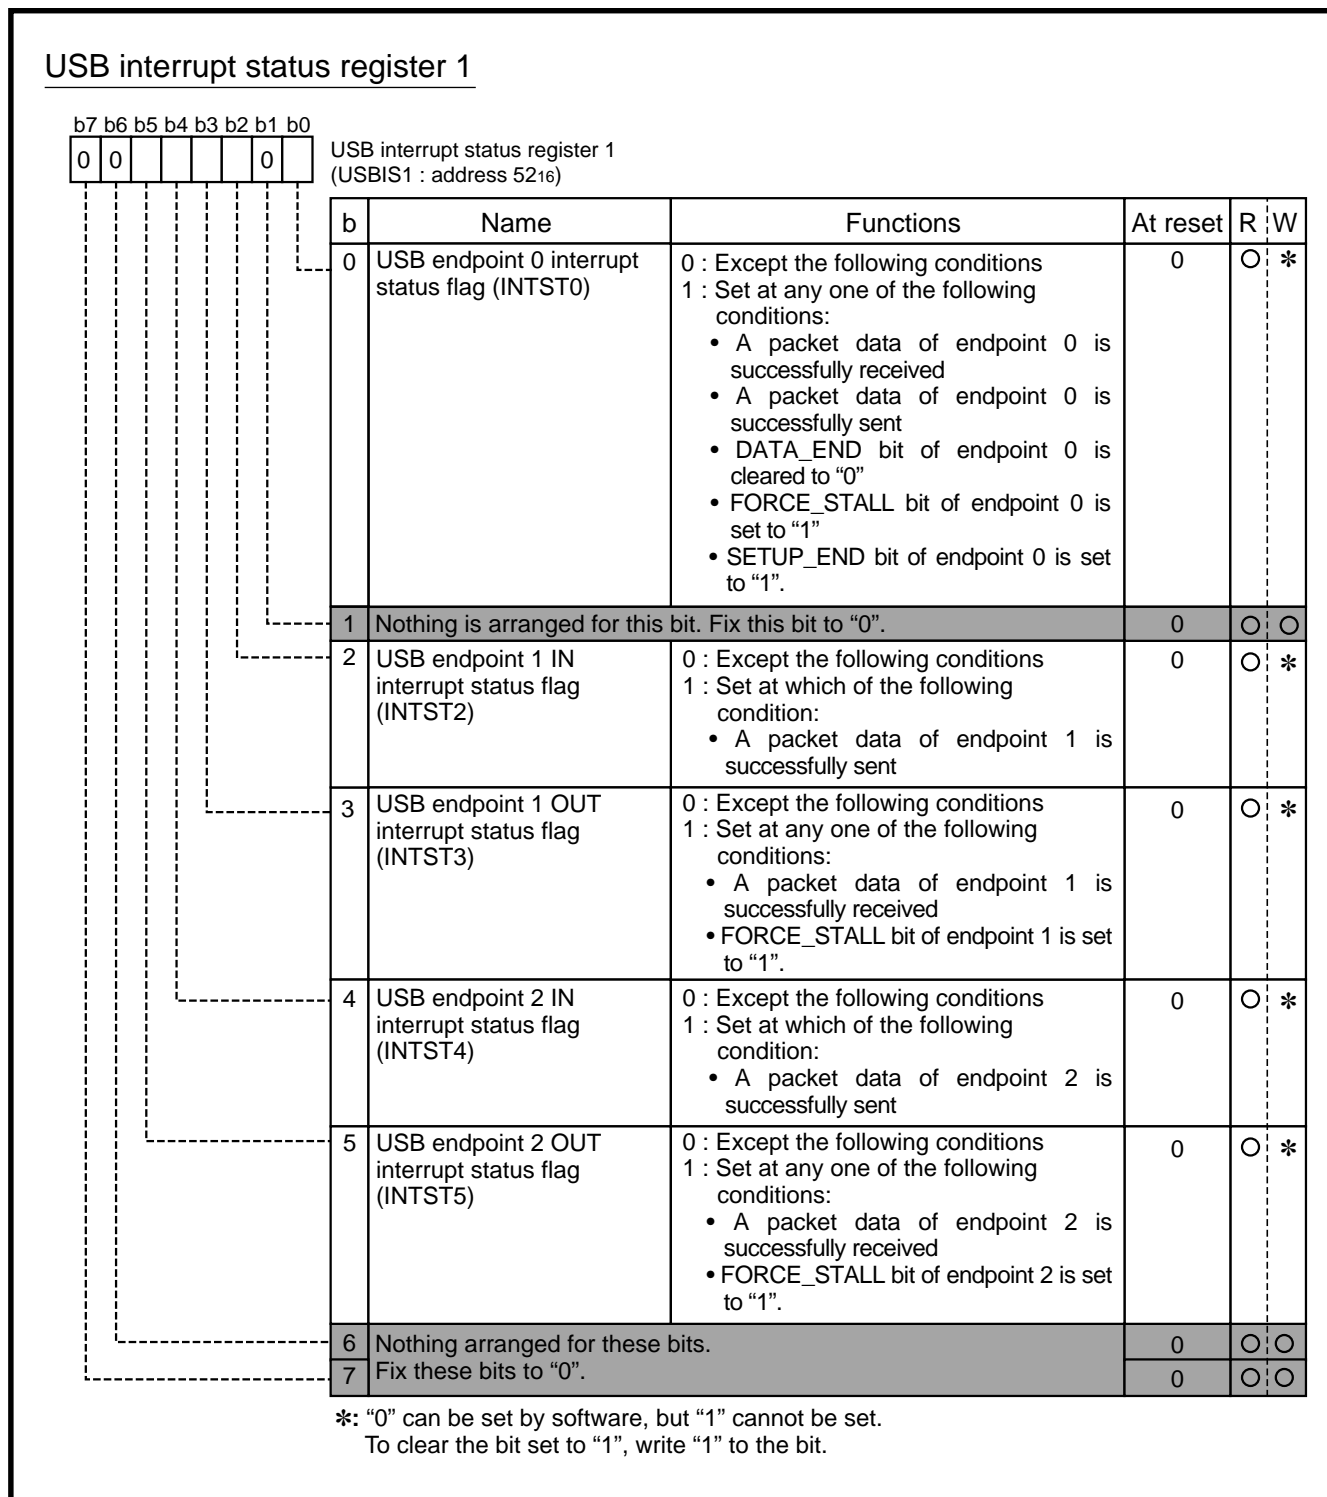 USB interrupt status register 1
b7 b6 b5 b4 b3 b2 b1 b0
0 0 0
USB interrupt status register 1
(USBIS1 : address 5216)
b Name Functions At reset R W
0 USB endpoint 0 interrupt status flag (INTST0) 0 : Except the following conditions 0 ○ ✻
1 : Set at any one of the following
conditions:
• A packet data of endpoint 0 is
successfully received
• A packet data of endpoint 0 is
successfully sent
• DATA_END bit of endpoint 0 is
cleared to “0”
• FORCE_STALL bit of endpoint 0 is
set to “1”
• SETUP_END bit of endpoint 0 is set
to “1”.
1 Nothing is arranged for this bit. Fix this bit to “0”. 0 ○ ○
2 USB endpoint 1 IN
interrupt status flag
(INTST2)
0 : Except the following conditions 0 ○ ✻
1 : Set at which of the following
condition:
• A packet data of endpoint 1 is
successfully sent
3 USB endpoint 1 OUT
interrupt status flag
(INTST3)
0 : Except the following conditions 0 ○ ✻
1 : Set at any one of the following
conditions:
• A packet data of endpoint 1 is
successfully received
• FORCE_STALL bit of endpoint 1 is set
to “1”.
4 USB endpoint 2 IN
interrupt status flag
(INTST4)
0 : Except the following conditions 0 ○ ✻
1 : Set at which of the following
condition:
• A packet data of endpoint 2 is
successfully sent
5 USB endpoint 2 OUT
interrupt status flag
(INTST5)
0 : Except the following conditions 0 ○ ✻
1 : Set at any one of the following
conditions:
• A packet data of endpoint 2 is
successfully received
• FORCE_STALL bit of endpoint 2 is set
to “1”.
6 Nothing arranged for these bits. 0 ○ ○
7 Fix these bits to “0”. 0 ○ ○
✻: “0” can be set by software, but “1” cannot be set.
To clear the bit set to “1”, write “1” to the bit.